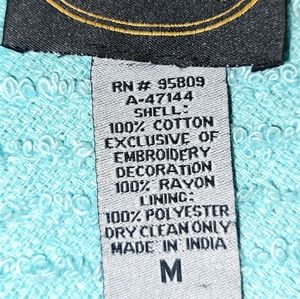 RN # 95809
A-47144
SHELL:
100% COTTON
EXCLUSIVE OF
EMBROIDERY
DECORATION
100% RAYON
LINING:
100% POLYESTER
DRY CLEAN ONLY
MADE IN INDIA
M